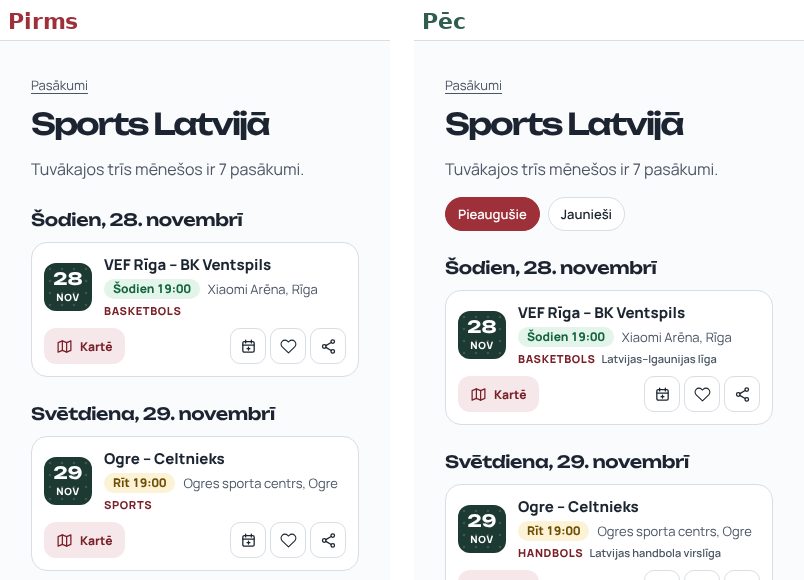 Pirms
Pasākumi
Sports Latvijā
Tuvākajos trīs mēnešos ir 7 pasākumi.
Šodien, 28. novembrī
28
NOV
VEF Rīga – BK Ventspils
Šodien 19:00 Xiaomi Arēna, Rīga
BASKETBOLS
Kartē
Svētdiena, 29. novembrī
29
NOV
Ogre – Celtnieks
Rīt 19:00 Ogres sporta centrs, Ogre
SPORTS
Kartē
Pēc
Pasākumi
Sports Latvijā
Tuvākajos trīs mēnešos ir 7 pasākumi.
Pieaugušie Jaunieši
Šodien, 28. novembrī
28
NOV
VEF Rīga – BK Ventspils
Šodien 19:00 Xiaomi Arēna, Rīga
BASKETBOLS Latvijas–Igaunijas līga
Kartē
Svētdiena, 29. novembrī
29
NOV
Ogre – Celtnieks
Rīt 19:00 Ogres sporta centrs, Ogre
HANDBOLS Latvijas handbola virslīga